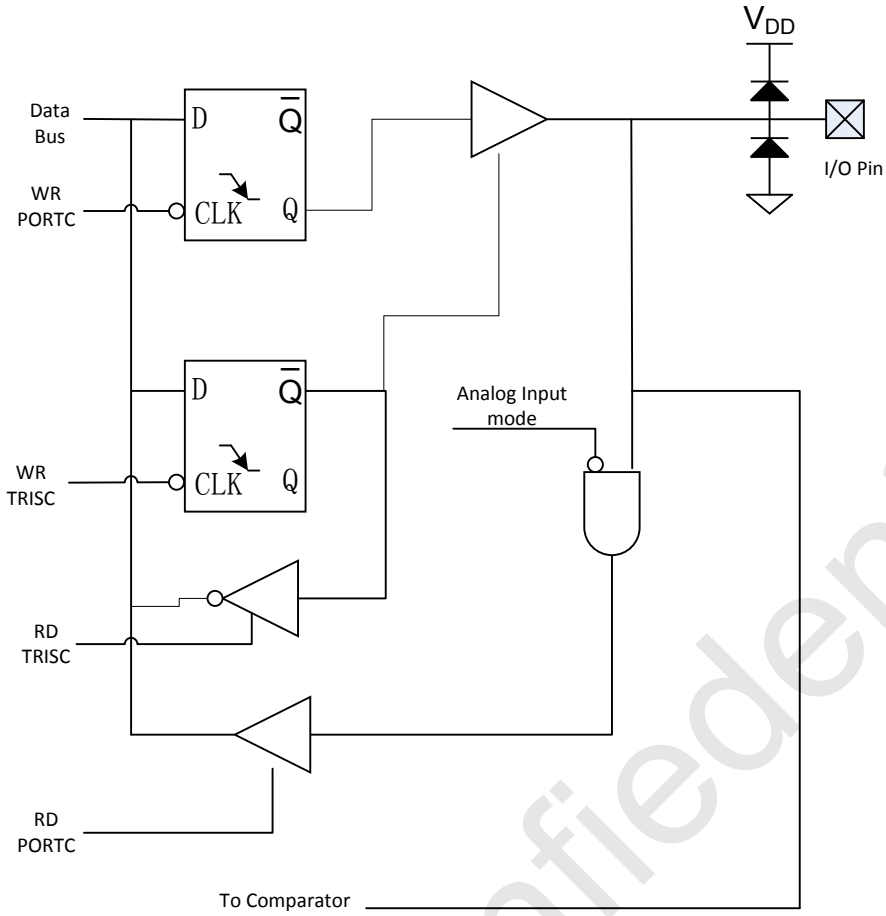 V_DD
Data
Bus
D
Q̅
I/O Pin
WR
PORTC
CLK
Q
D
Q̅
Analog Input
mode
WR
TRISC
CLK
Q
RD
TRISC
RD
PORTC
To Comparator